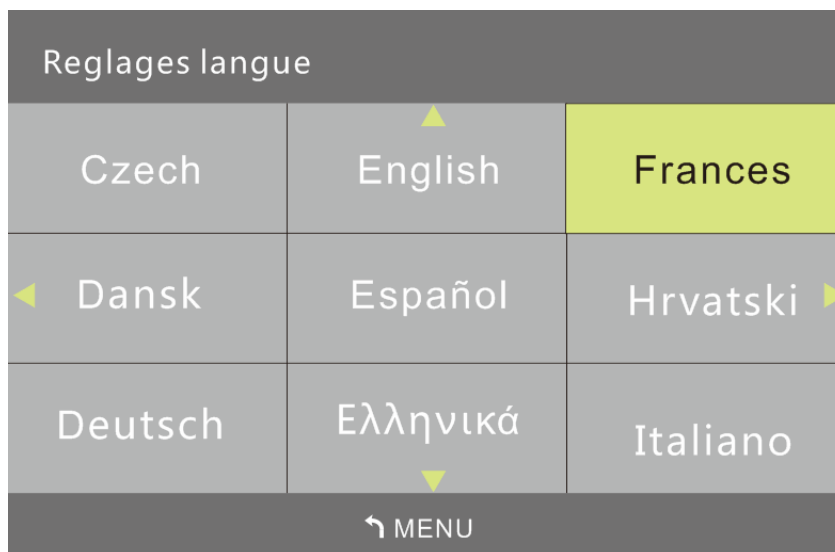 Reglages langue
Czech English Frances
Dansk Español Hrvatski
Deutsch Ελληνικά Italiano
MENU